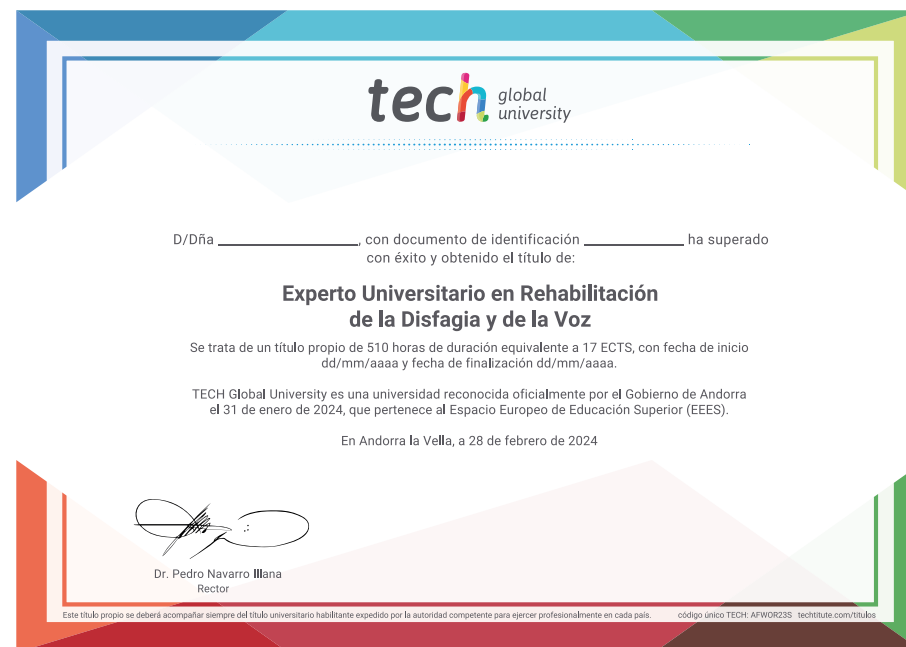 tech global
university
D/Dña ____________________, con documento de identificación ______________ ha superado
con éxito y obtenido el título de:
Experto Universitario en Rehabilitación
de la Disfagia y de la Voz
Se trata de un título propio de 510 horas de duración equivalente a 17 ECTS, con fecha de inicio
dd/mm/aaaa y fecha de finalización dd/mm/aaaa.
TECH Global University es una universidad reconocida oficialmente por el Gobierno de Andorra
el 31 de enero de 2024, que pertenece al Espacio Europeo de Educación Superior (EEES).
En Andorra la Vella, a 28 de febrero de 2024
Dr. Pedro Navarro Illana
Rector
Este título propio se deberá acompañar siempre del título universitario habilitante expedido por la autoridad competente para ejercer profesionalmente en cada país. código único TECH: AFWOR23S techtitute.com/titulos